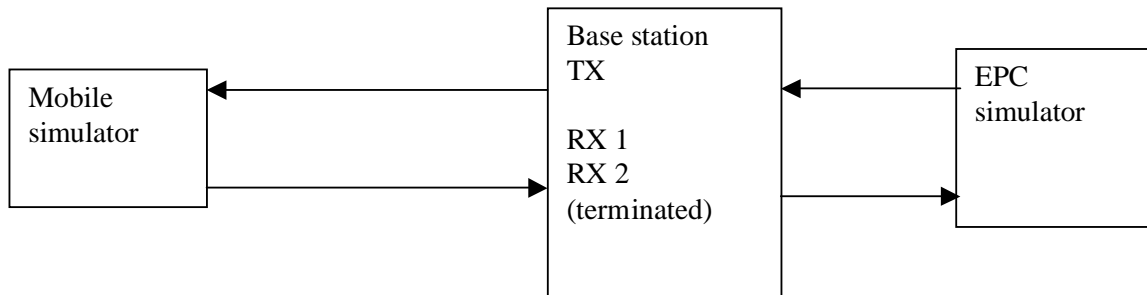 Mobile
simulator
Base station
TX
RX 1
RX 2
(terminated)
EPC
simulator